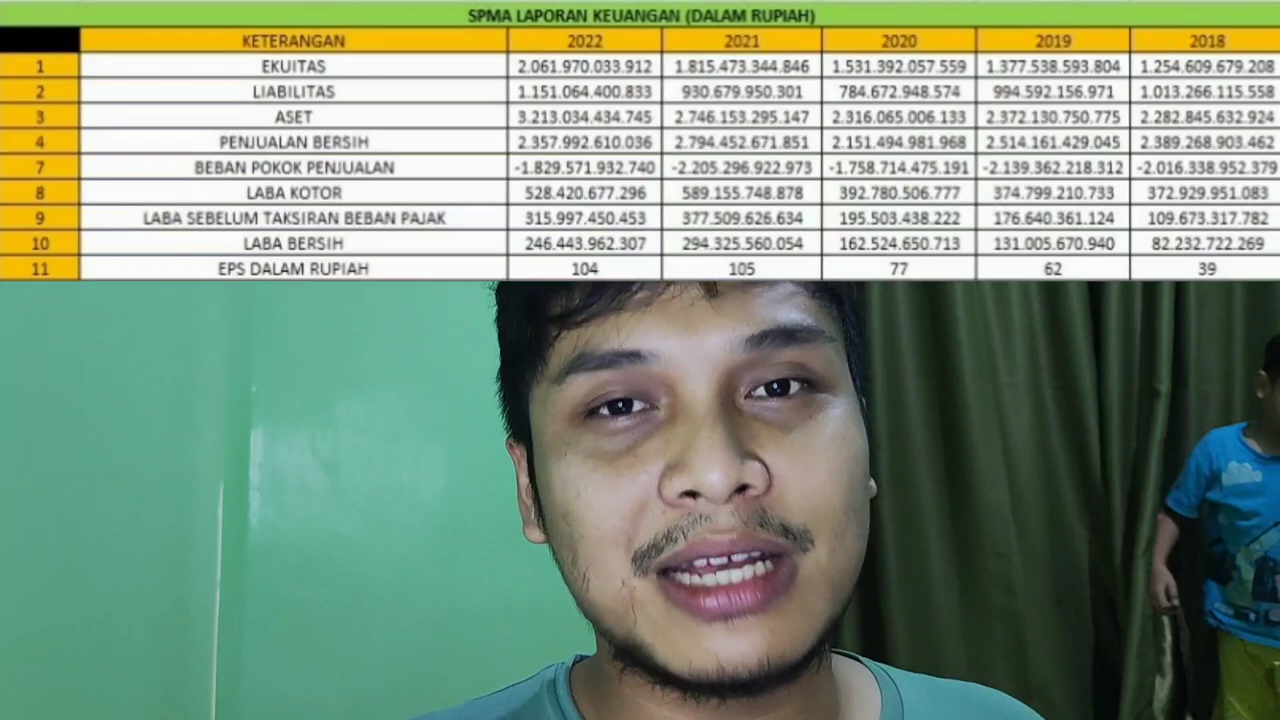 SPMA LAPORAN KEUANGAN (DALAM RUPIAH)
KETERANGAN 2022 2021 2020 2019 2018
1 EKUITAS 2.061.970.033.912 1.815.473.344.846 1.531.392.057.559 1.377.538.593.804 1.254.609.679.208
2 LIABILITAS 1.151.064.400.833 930.679.950.301 784.672.948.574 994.592.156.971 1.013.266.115.558
3 ASET 3.213.034.434.745 2.746.153.295.147 2.316.065.006.133 2.372.130.750.775 2.282.845.632.924
4 PENJUALAN BERSIH 2.357.992.610.036 2.794.452.671.851 2.151.494.981.968 2.514.161.429.045 2.389.268.903.462
7 BEBAN POKOK PENJUALAN -1.829.571.932.740 -2.205.296.922.973 -1.758.714.475.191 -2.139.362.218.312 -2.016.338.952.379
8 LABA KOTOR 528.420.677.296 589.155.748.878 392.780.506.777 374.799.210.733 372.929.951.083
9 LABA SEBELUM TAKSIRAN BEBAN PAJAK 315.997.450.453 377.509.626.634 195.503.438.222 176.640.361.124 109.673.317.782
10 LABA BERSIH 246.443.962.307 294.325.560.054 162.524.650.713 131.005.670.940 82.232.722.269
11 EPS DALAM RUPIAH 104 105 77 62 39